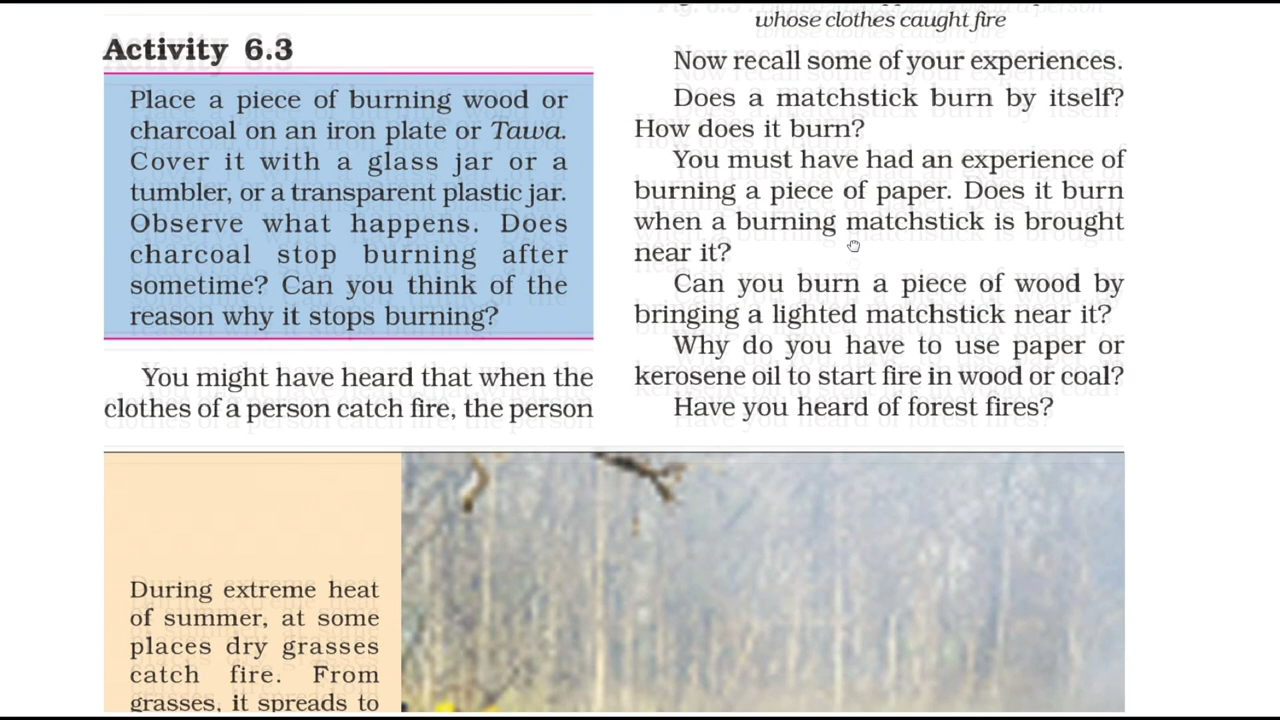 Activity 6.3
Place a piece of burning wood or
charcoal on an iron plate or Tawa.
Cover it with a glass jar or a
tumbler, or a transparent plastic jar.
Observe what happens. Does
charcoal stop burning after
sometime? Can you think of the
reason why it stops burning?
You might have heard that when the
clothes of a person catch fire, the person
whose clothes caught fire
Now recall some of your experiences.
Does a matchstick burn by itself?
How does it burn?
You must have had an experience of
burning a piece of paper. Does it burn
when a burning matchstick is brought
near it?
Can you burn a piece of wood by
bringing a lighted matchstick near it?
Why do you have to use paper or
kerosene oil to start fire in wood or coal?
Have you heard of forest fires?
During extreme heat
of summer, at some
places dry grasses
catch fire. From
grasses, it spreads to